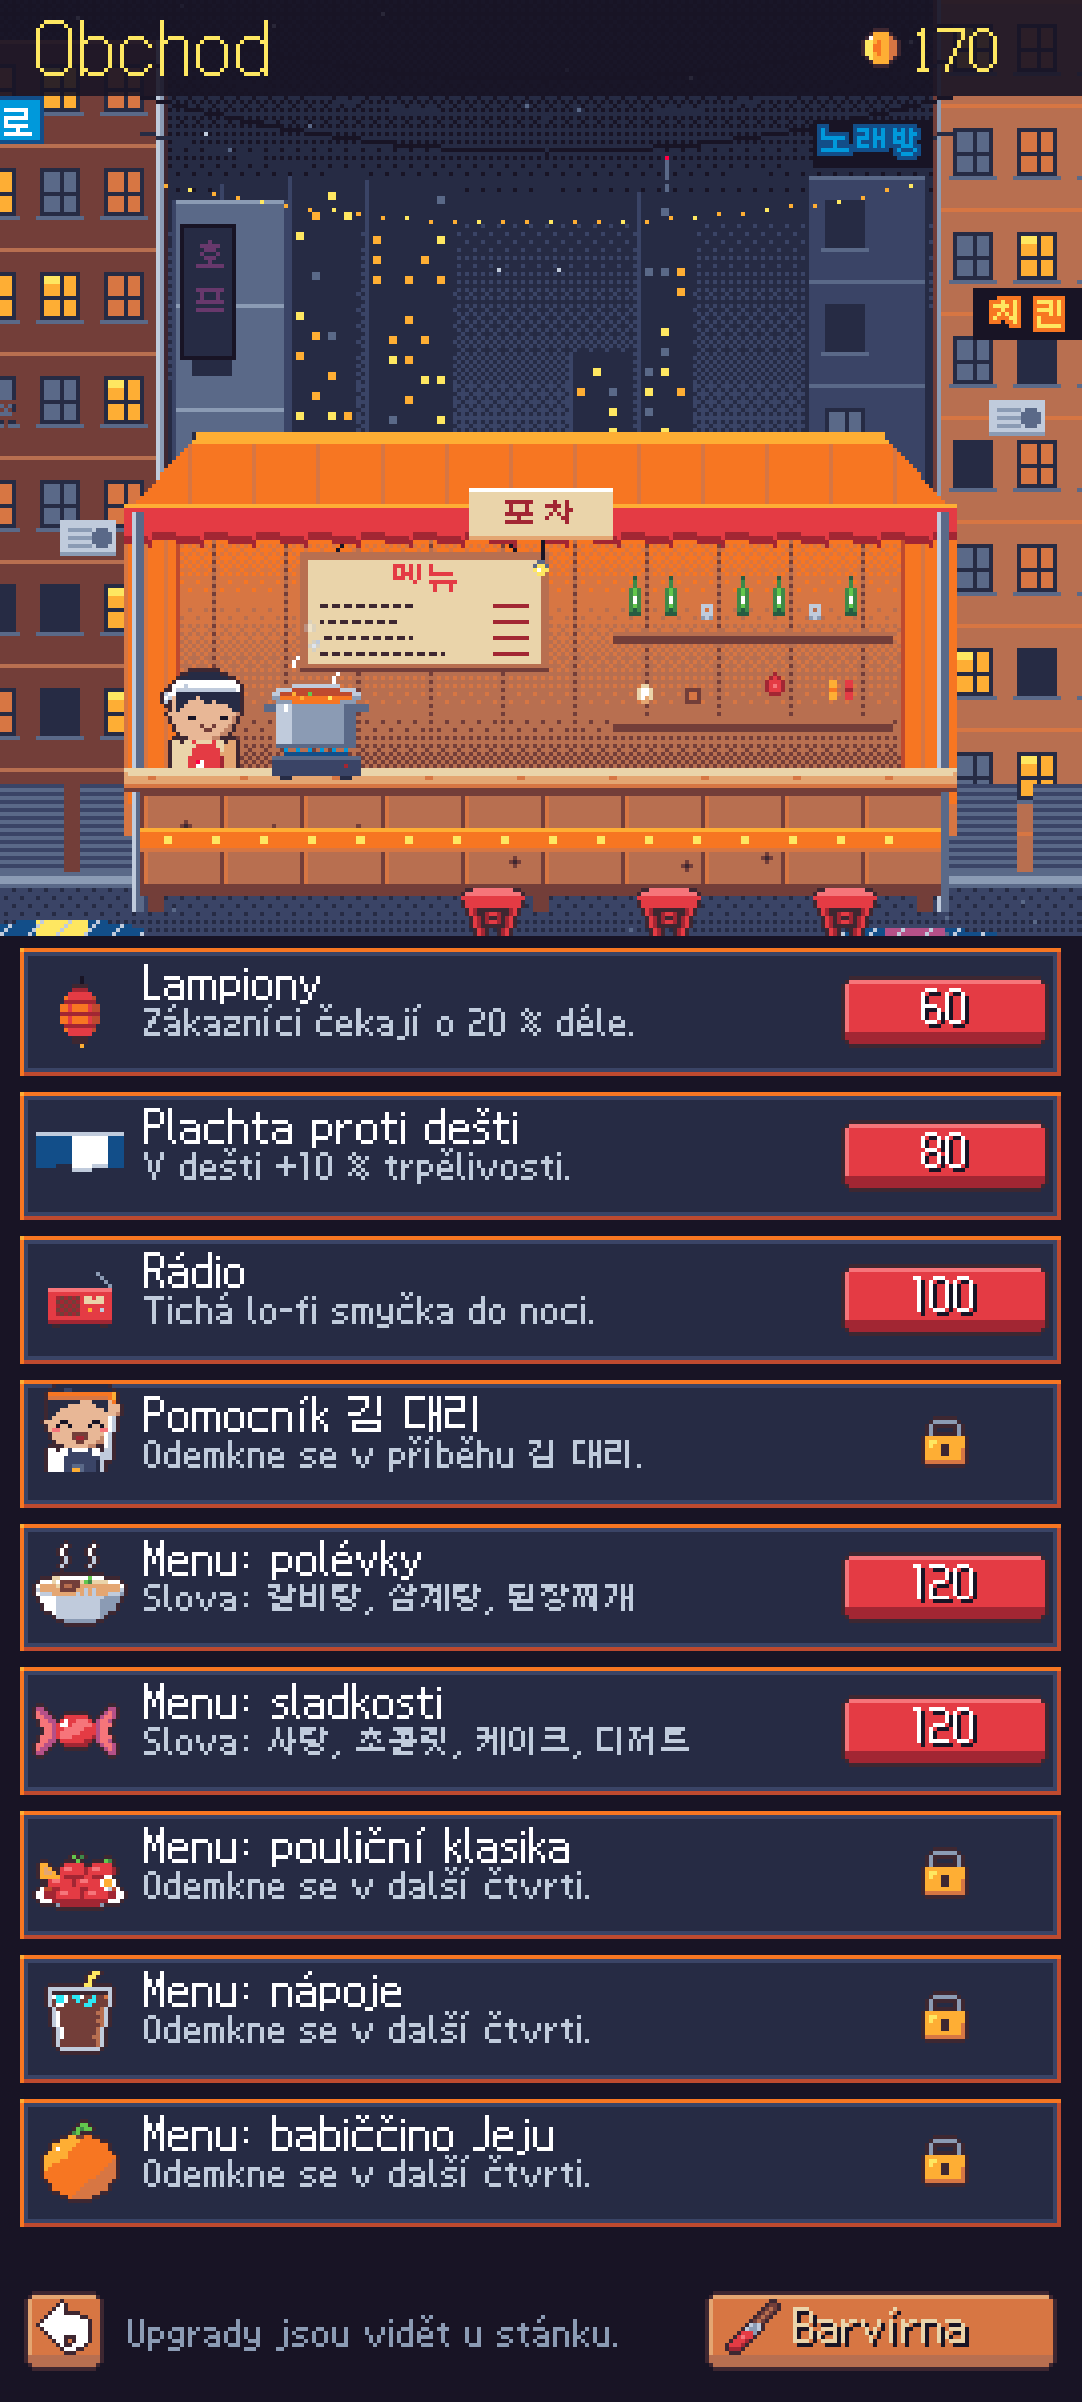 Obchod
170
로
노래방
호프
치킨
포차
메뉴
Lampiony
Zákazníci čekají o 20 % déle.
60
Plachta proti dešti
V dešti +10 % trpělivosti.
80
Rádio
Tichá lo-fi smyčka do noci.
100
Pomocník 김 대리
Odemkne se v příběhu 김 대리.
Menu: polévky
Slova: 갈비탕, 삼계탕, 된장찌개
120
Menu: sladkosti
Slova: 사탕, 초콜릿, 케이크, 디저트
120
Menu: pouliční klasika
Odemkne se v další čtvrti.
Menu: nápoje
Odemkne se v další čtvrti.
Menu: babiččino Jeju
Odemkne se v další čtvrti.
Upgrady jsou vidět u stánku.
Barvírna